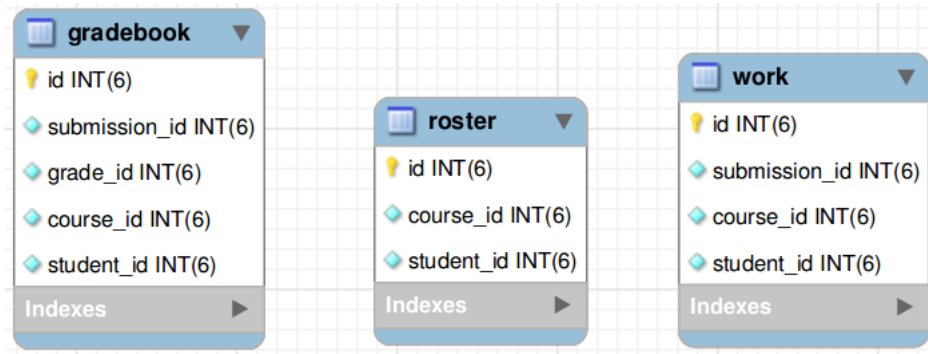 gradebook
id INT(6)
submission_id INT(6)
grade_id INT(6)
course_id INT(6)
student_id INT(6)
Indexes
roster
id INT(6)
course_id INT(6)
student_id INT(6)
Indexes
work
id INT(6)
submission_id INT(6)
course_id INT(6)
student_id INT(6)
Indexes